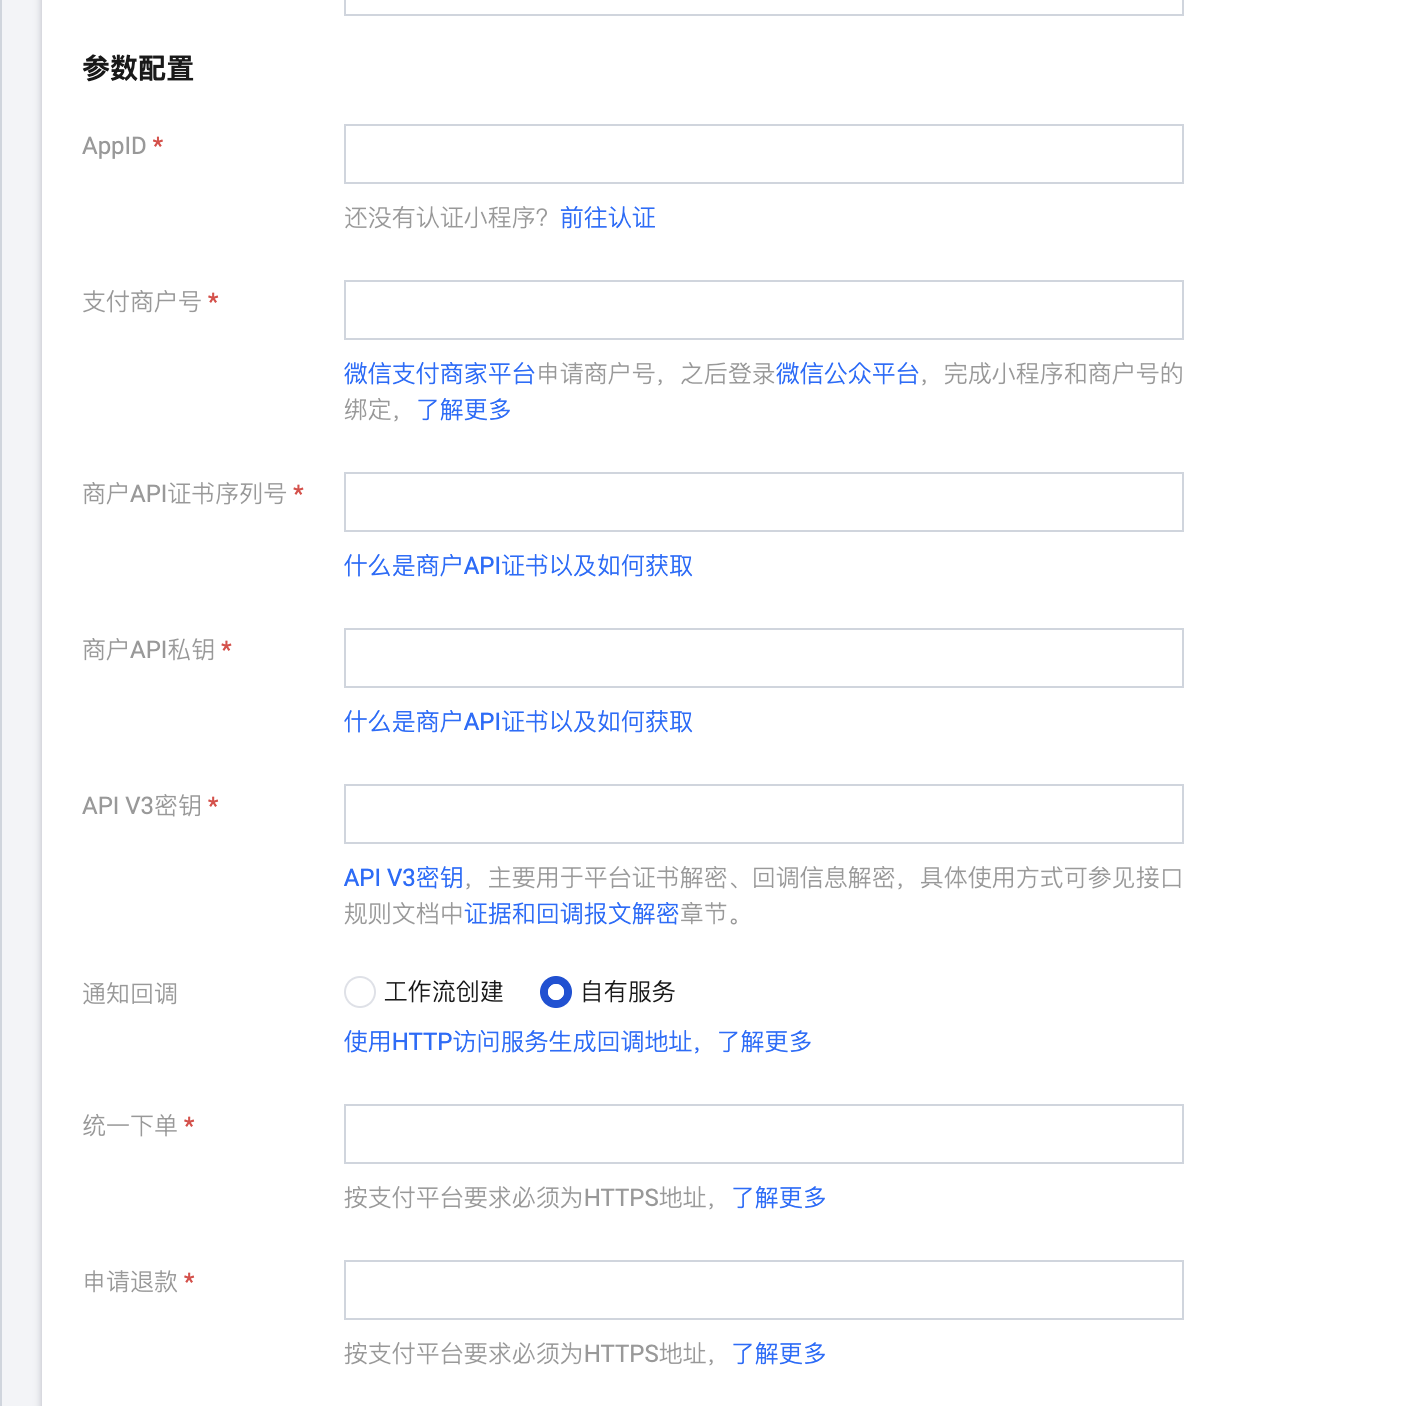 参数配置
AppID *
还没有认证小程序？前往认证
支付商户号 *
微信支付商家平台申请商户号，之后登录微信公众平台，完成小程序和商户号的
绑定，了解更多
商户API证书序列号 *
什么是商户API证书以及如何获取
商户API私钥 *
什么是商户API证书以及如何获取
API V3密钥 *
API V3密钥，主要用于平台证书解密、回调信息解密，具体使用方式可参见接口
规则文档中证据和回调报文解密章节。
通知回调
工作流创建 自有服务
使用HTTP访问服务生成回调地址，了解更多
统一下单 *
按支付平台要求必须为HTTPS地址，了解更多
申请退款 *
按支付平台要求必须为HTTPS地址，了解更多